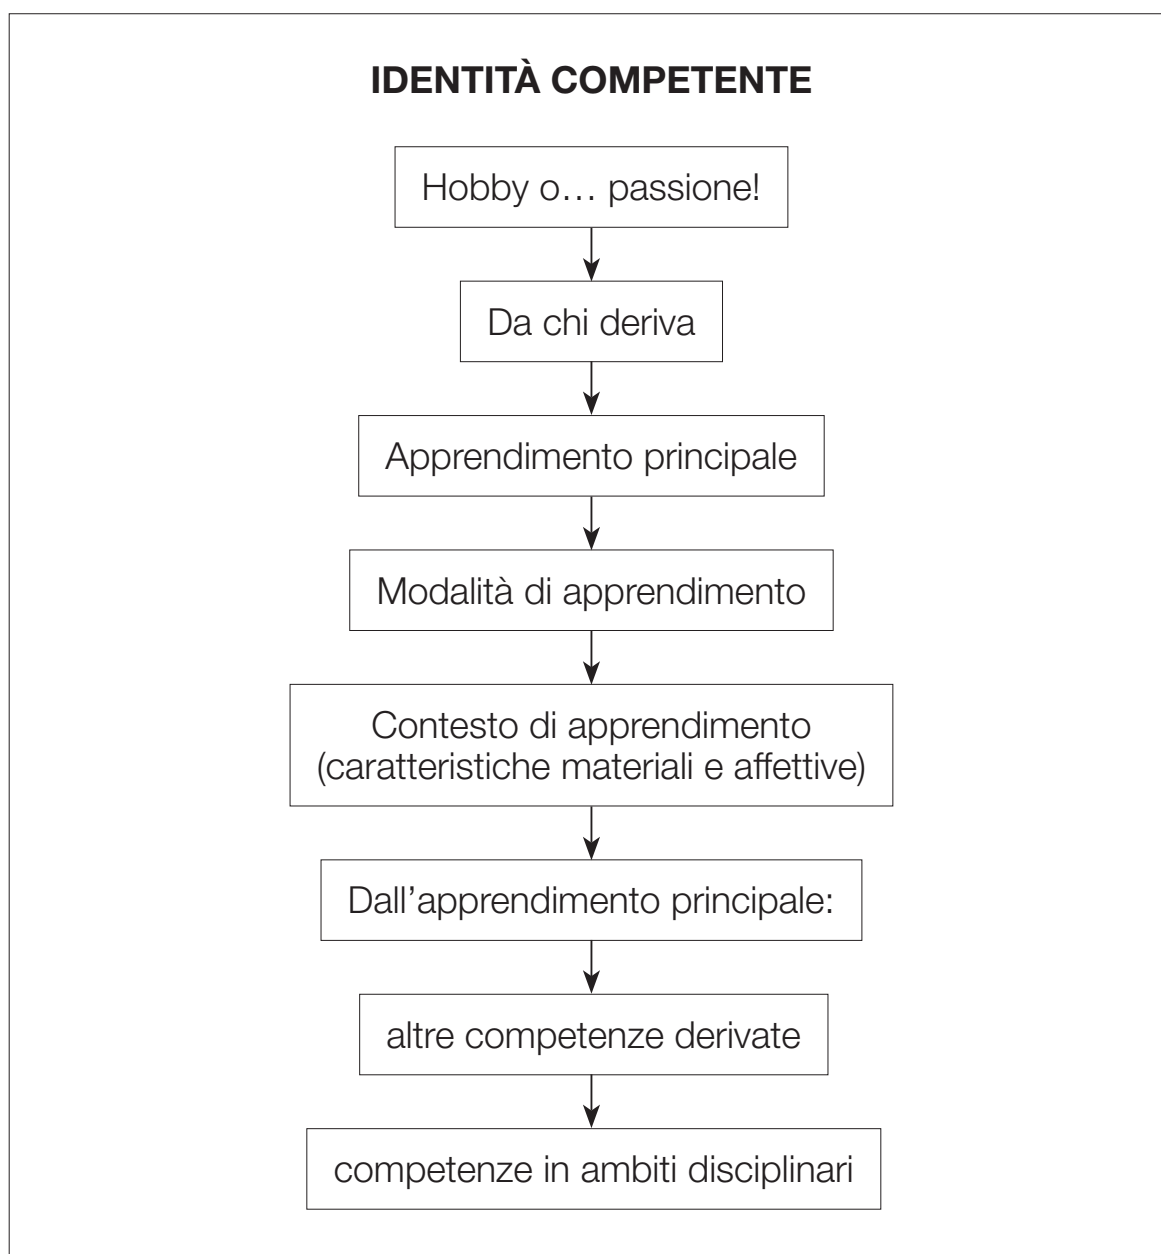 IDENTITÀ COMPETENTE
Hobby o… passione!
Da chi deriva
Apprendimento principale
Modalità di apprendimento
Contesto di apprendimento
(caratteristiche materiali e affettive)
Dall’apprendimento principale:
altre competenze derivate
competenze in ambiti disciplinari